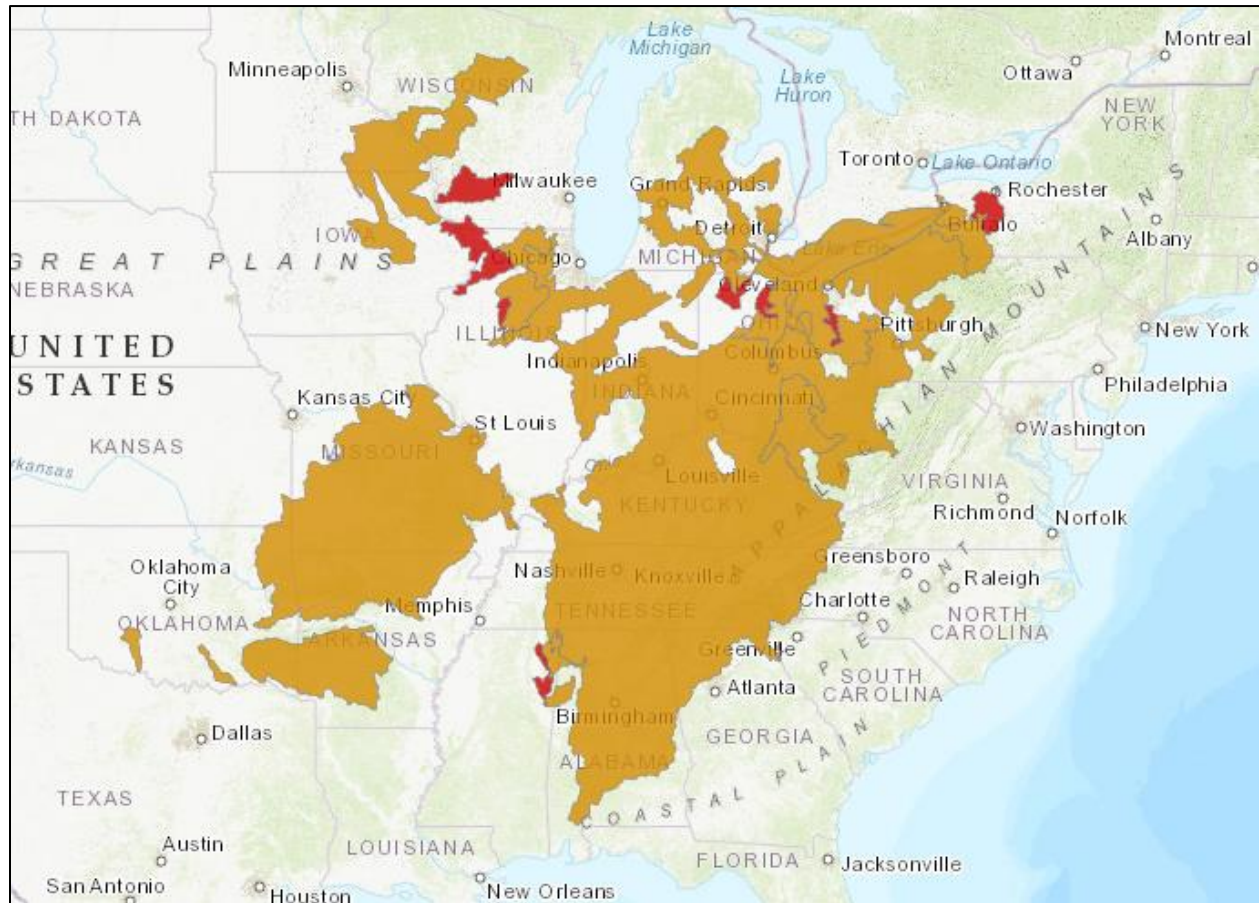 Lake
Michigan
Montreal
Ottawa
Minneapolis
WISCONSIN
Lake
Huron
TH DAKOTA
NEW
YORK
Toronto
Lake Ontario
Milwaukee
Grand Rapids
Rochester
Detroit
Buffalo
IOWA
Albany
Lake Erie
GREAT PLAINS
Chicago
MICHIGAN
Cleveland
NEBRASKA
ILLINOIS
OHIO
Pittsburgh
New York
UNITED
STATES
Indianapolis
Columbus
INDIANA
Philadelphia
Kansas City
Cincinnati
St Louis
Washington
KANSAS
MISSOURI
APPALACHIAN MOUNTAINS
Arkansas
Louisville
VIRGINIA
KENTUCKY
Richmond
Norfolk
Oklahoma
City
Nashville
Knoxville
Greensboro
Raleigh
Memphis
TENNESSEE
Charlotte
OKLAHOMA
ARKANSAS
NORTH
CAROLINA
Greenville
PIEDMONT
SOUTH
CAROLINA
Atlanta
Birmingham
Dallas
GEORGIA
ALABAMA
COASTAL PLAIN
TEXAS
Austin
LOUISIANA
FLORIDA
Jacksonville
San Antonio
Houston
New Orleans